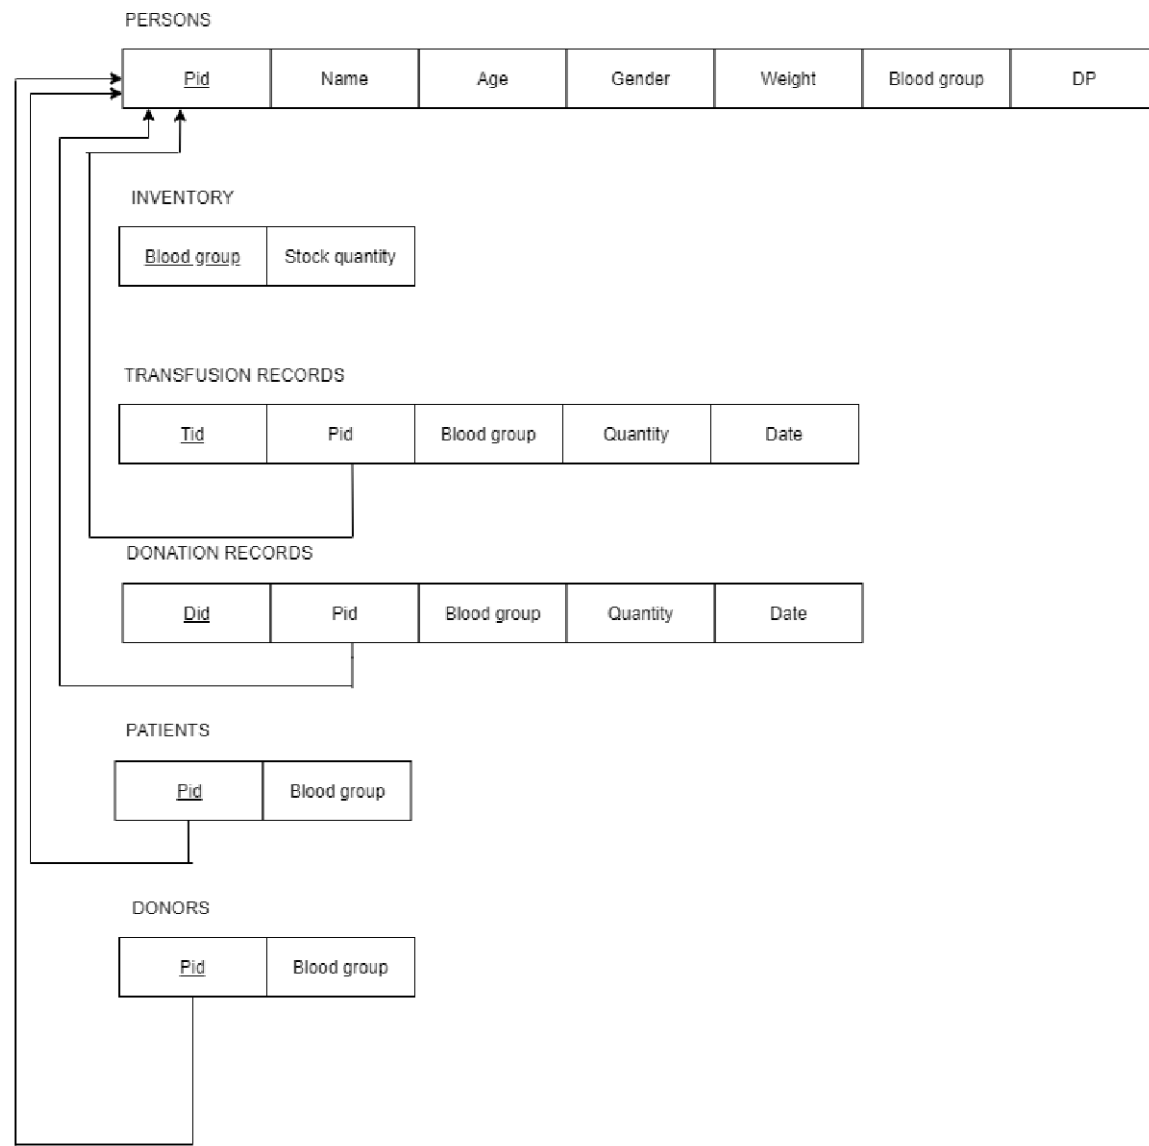 PERSONS
Pid Name Age Gender Weight Blood group DP
INVENTORY
Blood group Stock quantity
TRANSFUSION RECORDS
Tid Pid Blood group Quantity Date
DONATION RECORDS
Did Pid Blood group Quantity Date
PATIENTS
Pid Blood group
DONORS
Pid Blood group